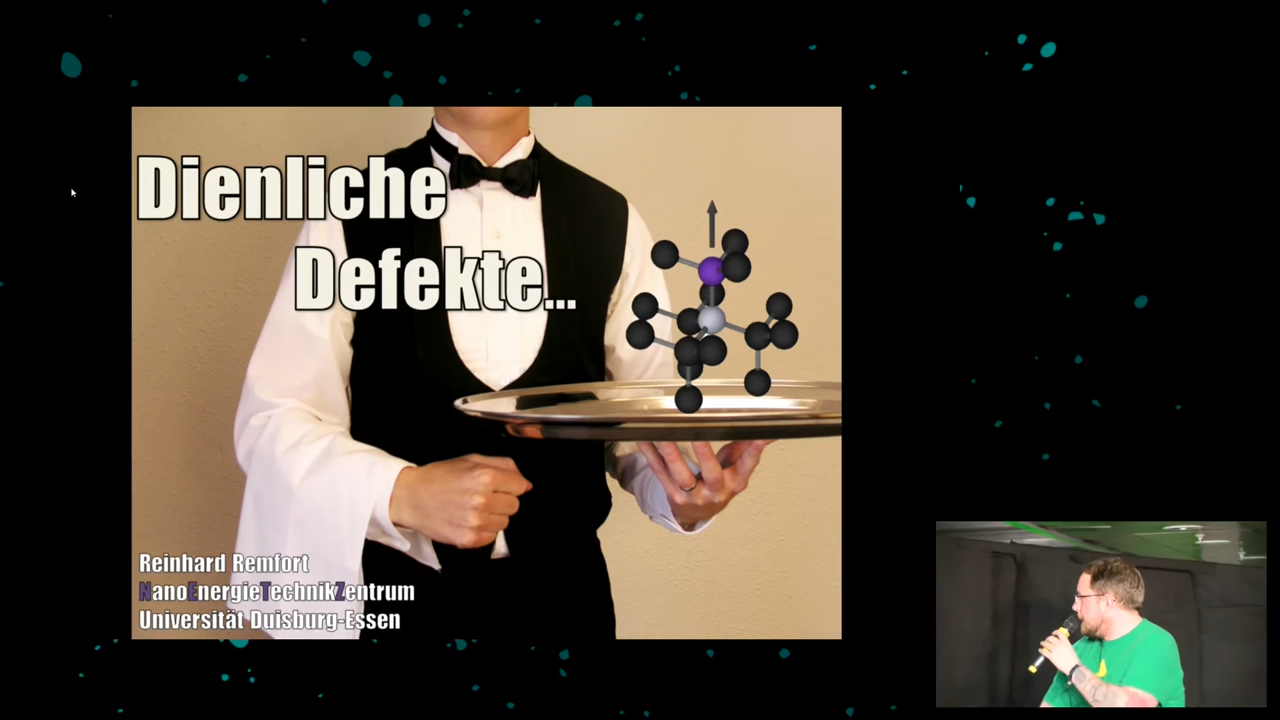 Dienliche
Defekte...
Reinhard Remfort
NanoEnergieTechnikZentrum
Universität Duisburg-Essen